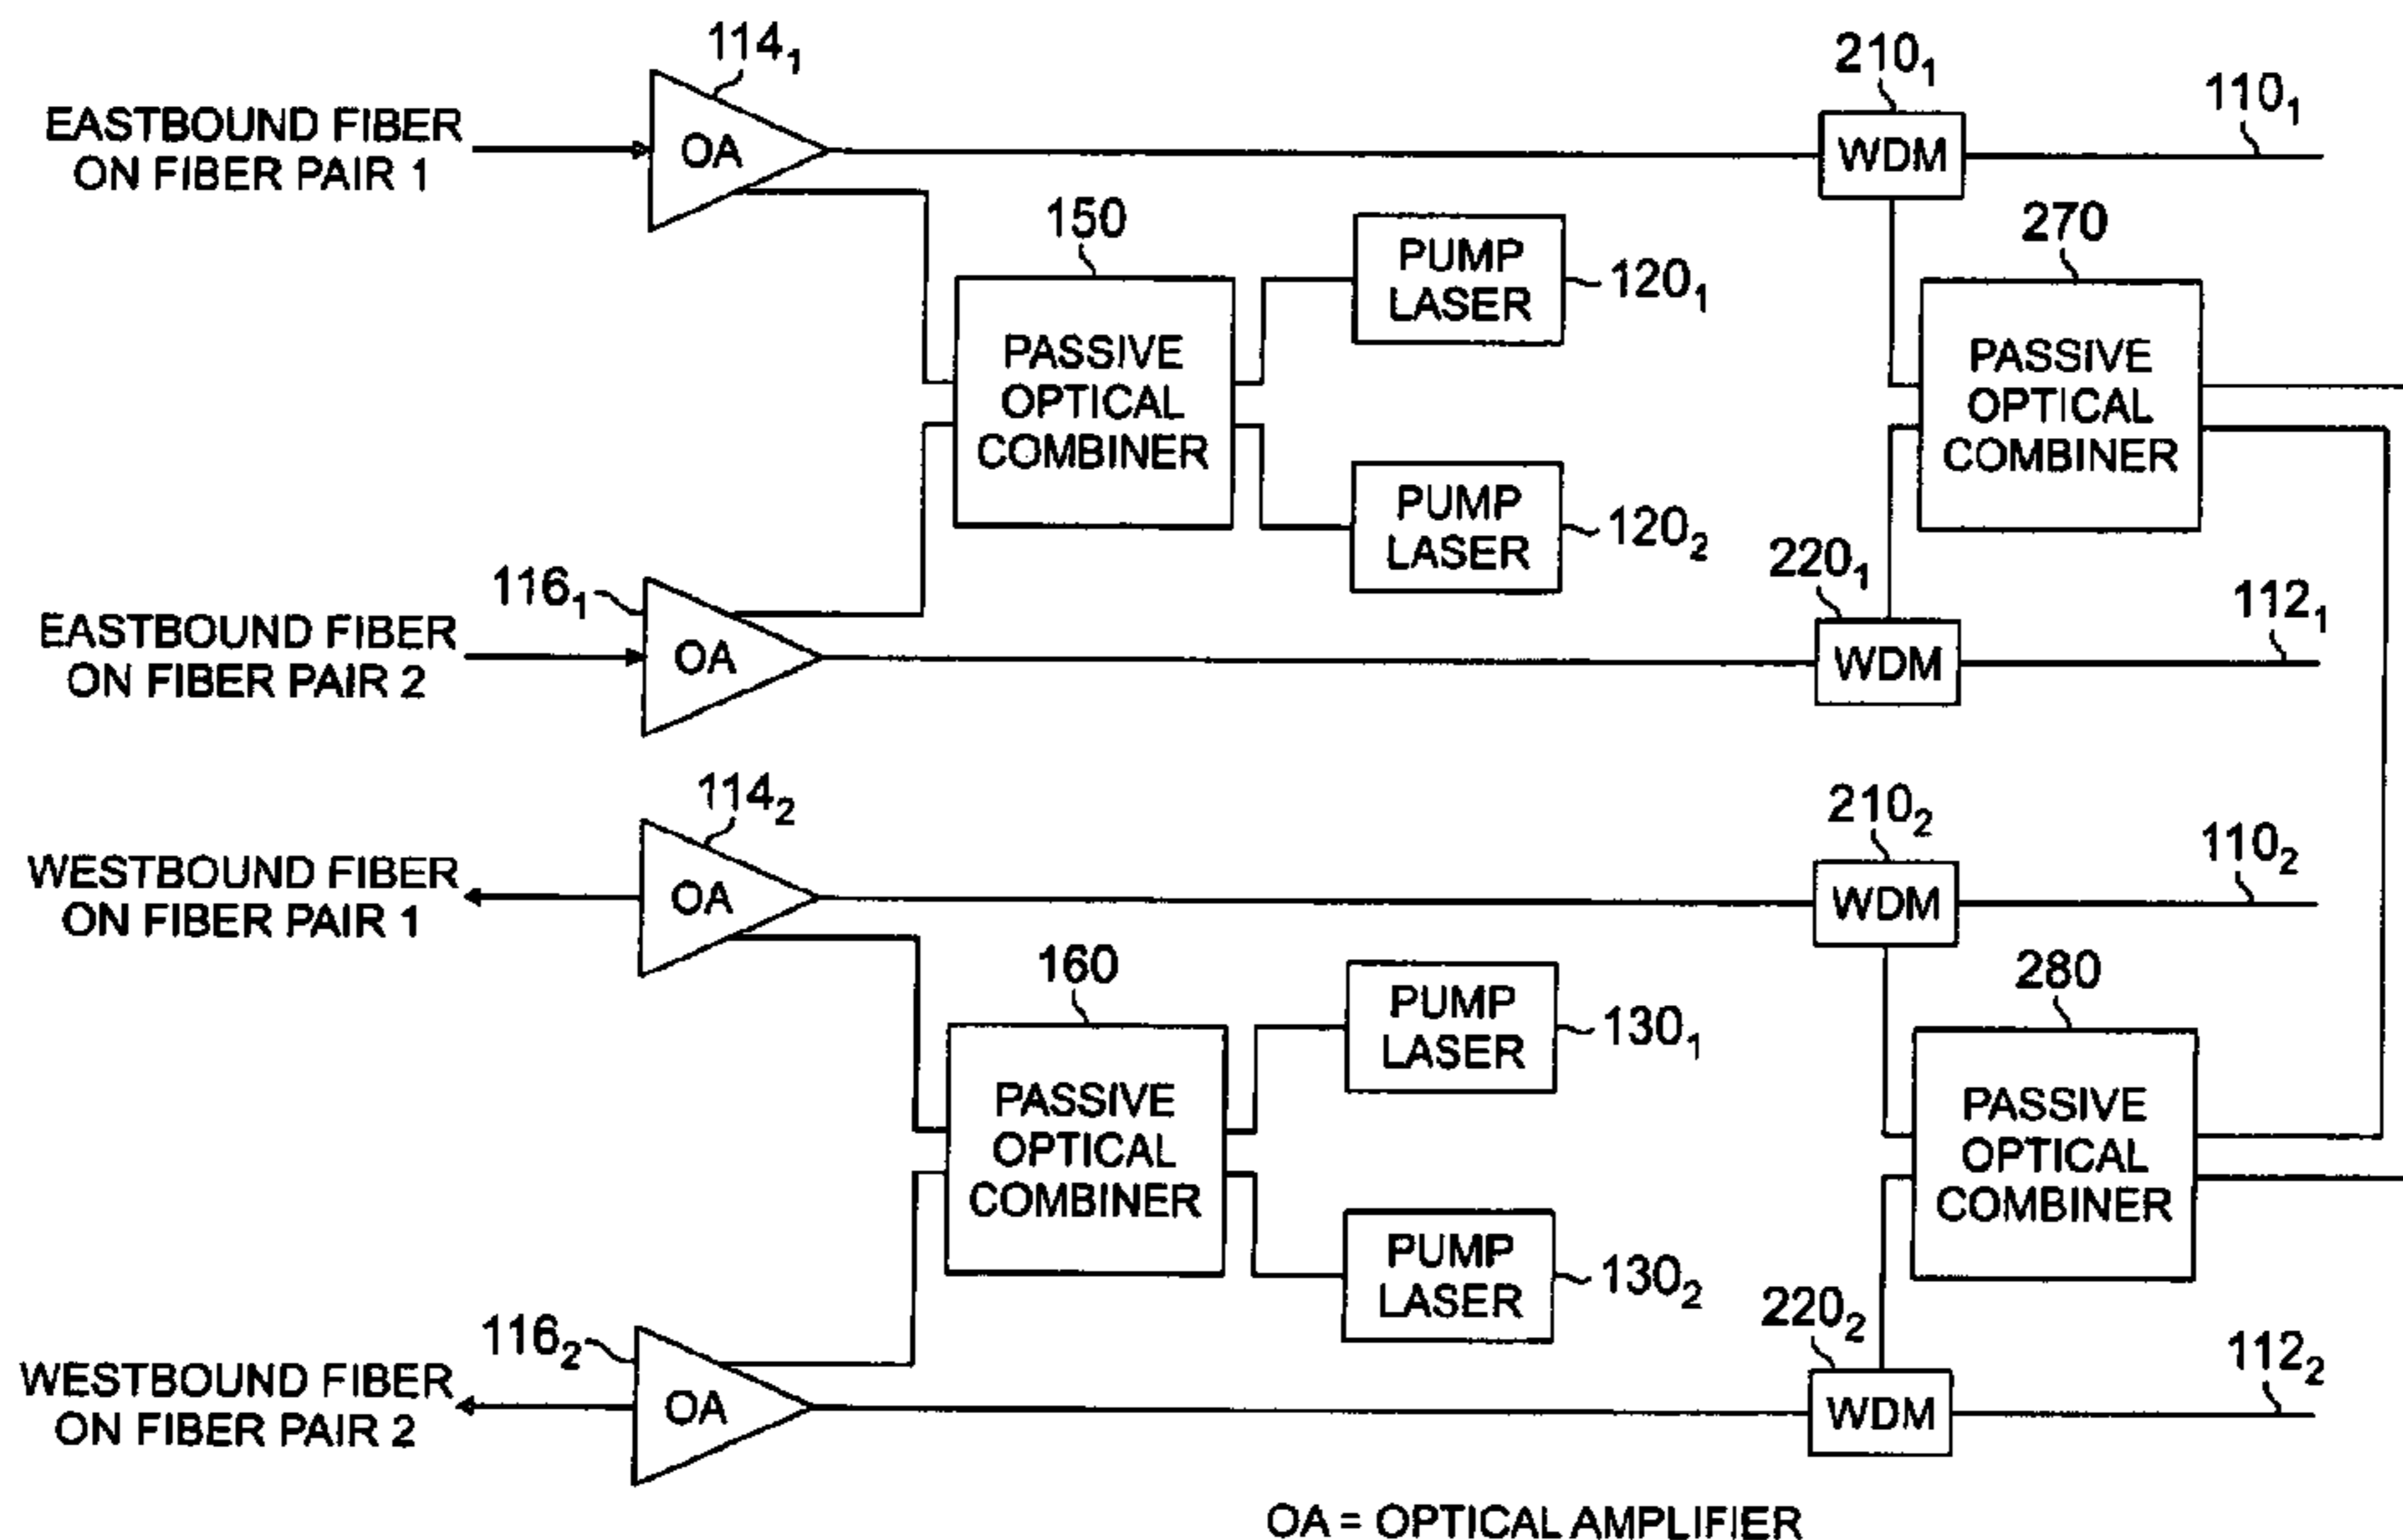 114₁
210₁
110₁
EASTBOUND FIBER
ON FIBER PAIR 1
OA
WDM
150
270
PUMP
LASER
120₁
PASSIVE
OPTICAL
COMBINER
PASSIVE
OPTICAL
COMBINER
PUMP
LASER
120₂
116₁
220₁
112₁
EASTBOUND FIBER
ON FIBER PAIR 2
OA
WDM
114₂
210₂
110₂
WESTBOUND FIBER
ON FIBER PAIR 1
OA
WDM
160
280
PUMP
LASER
130₁
PASSIVE
OPTICAL
COMBINER
PASSIVE
OPTICAL
COMBINER
PUMP
LASER
130₂
116₂
220₂
112₂
WESTBOUND FIBER
ON FIBER PAIR 2
OA
WDM
OA = OPTICAL AMPLIFIER